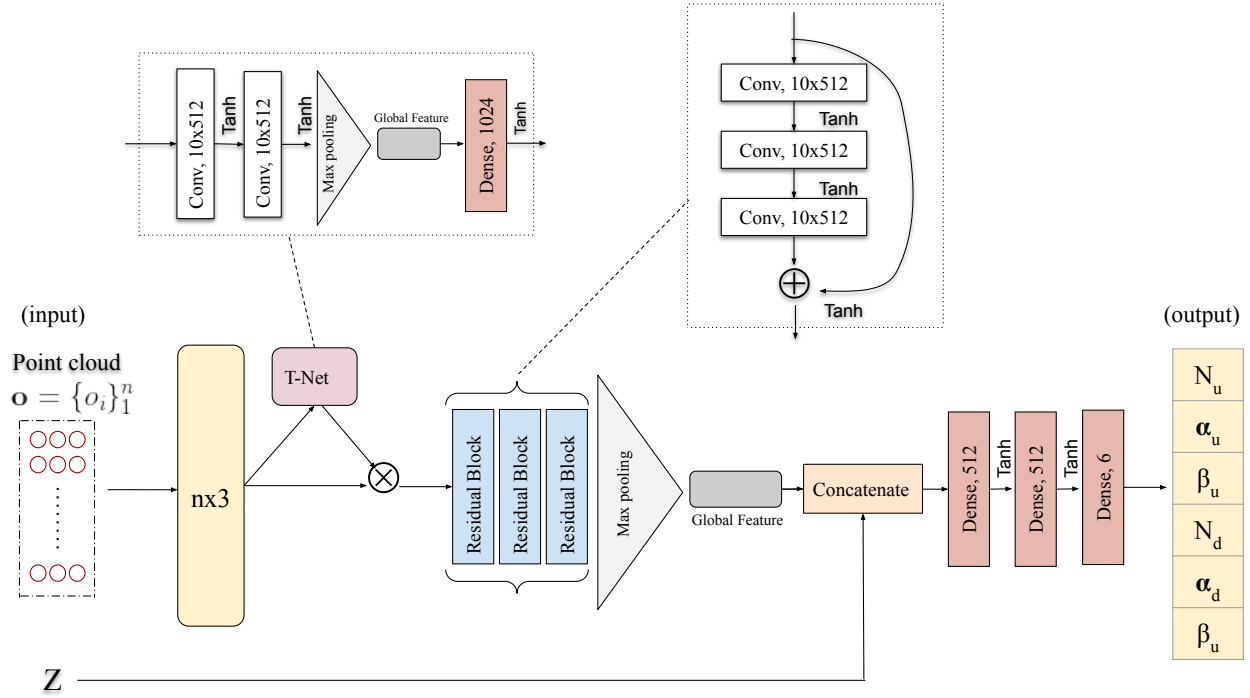 Conv, 10x512
Tanh
Conv, 10x512
Tanh
Max pooling
Global Feature
Dense, 1024
Tanh
Conv, 10x512
Tanh
Conv, 10x512
Tanh
Conv, 10x512
Tanh
(input)
Point cloud
o = {o_i}_1^n
nx3
T-Net
Residual Block
Residual Block
Residual Block
Max pooling
Global Feature
Concatenate
Dense, 512
Tanh
Dense, 512
Tanh
Dense, 6
(output)
N_u
α_u
β_u
N_d
α_d
β_u
Z